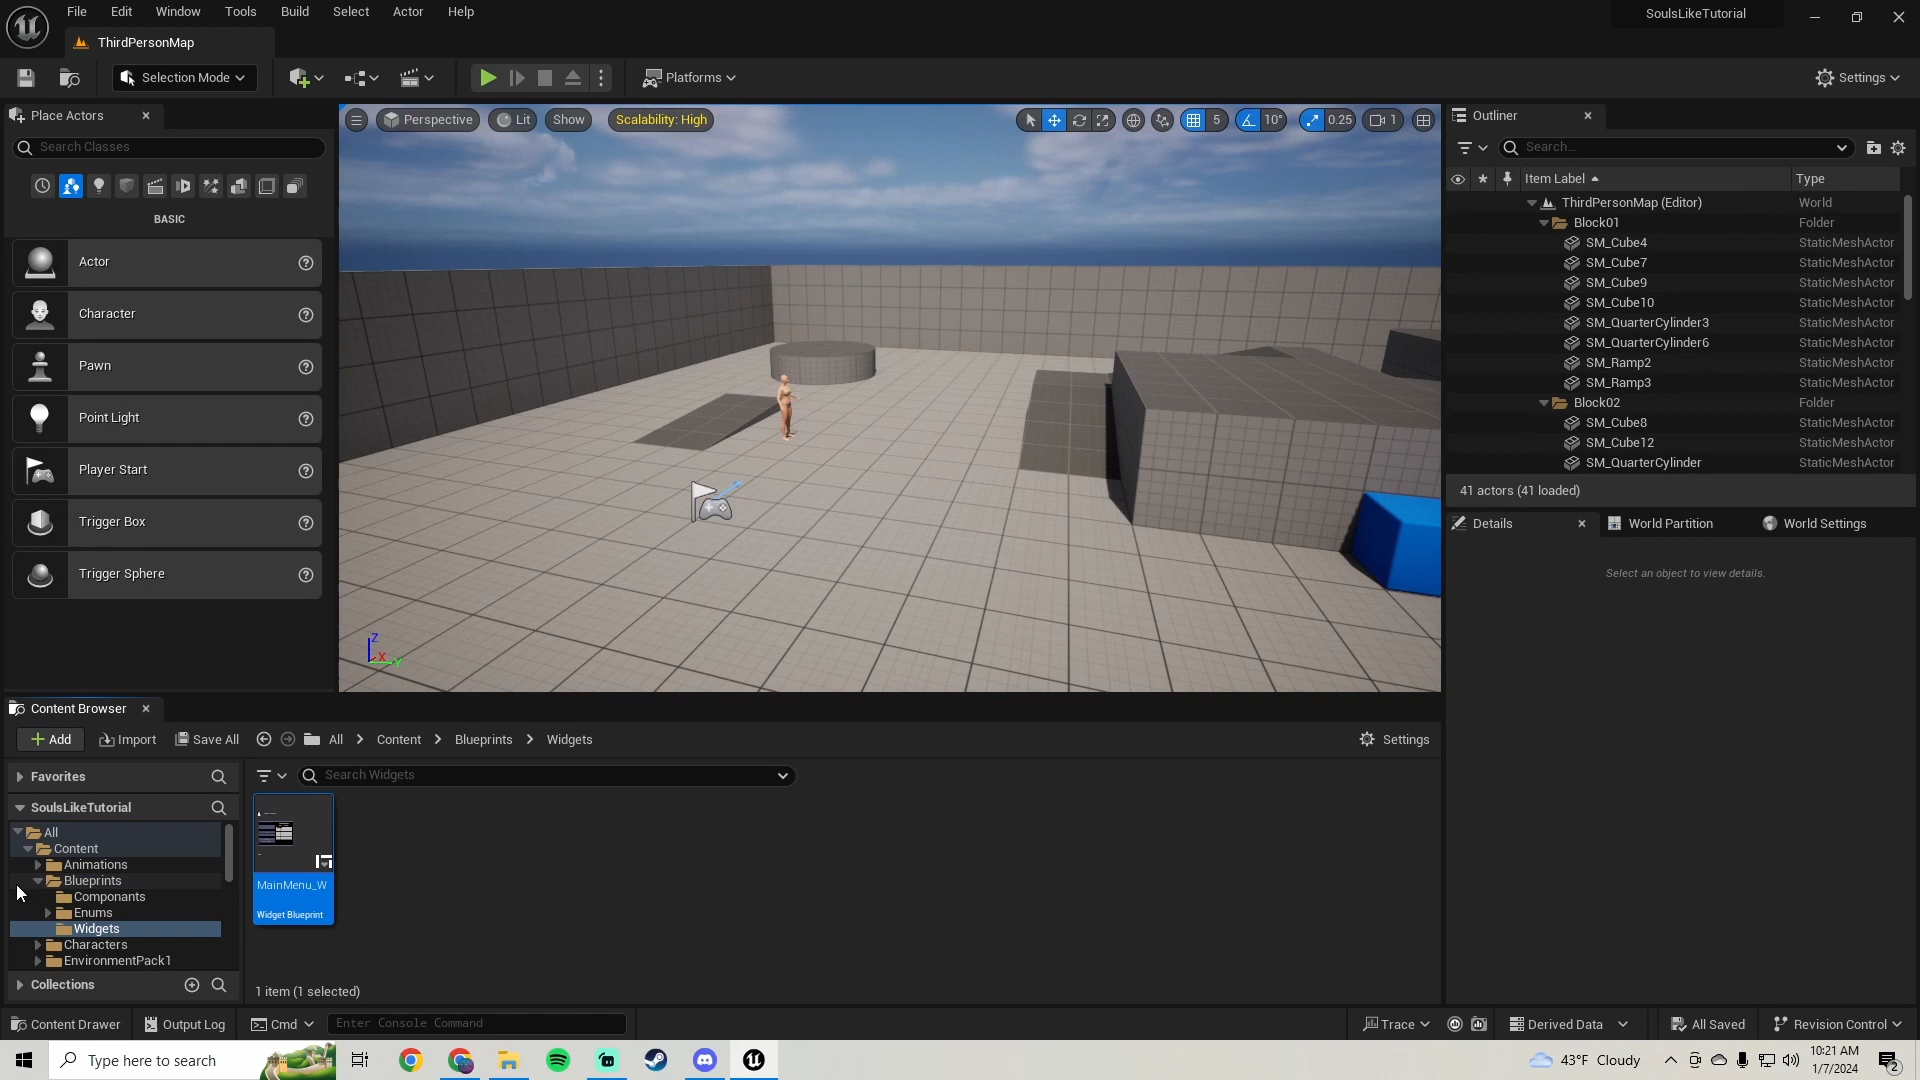 File Edit Window Tools Build Select Actor Help
SoulsLikeTutorial
ThirdPersonMap
Selection Mode
Platforms
Settings
Place Actors
Search Classes
BASIC
Actor
Character
Pawn
Point Light
Player Start
Trigger Box
Trigger Sphere
Perspective Lit Show Scalability: High 5 10° 0.25 1
Z
X
Y
Outliner
Search...
Item Label Type
ThirdPersonMap (Editor) World
Block01 Folder
SM_Cube4 StaticMeshActor
SM_Cube7 StaticMeshActor
SM_Cube9 StaticMeshActor
SM_Cube10 StaticMeshActor
SM_QuarterCylinder3 StaticMeshActor
SM_QuarterCylinder6 StaticMeshActor
SM_Ramp2 StaticMeshActor
SM_Ramp3 StaticMeshActor
Block02 Folder
SM_Cube8 StaticMeshActor
SM_Cube12 StaticMeshActor
SM_QuarterCylinder StaticMeshActor
41 actors (41 loaded)
Details World Partition World Settings
Select an object to view details.
Content Browser
Add Import Save All All Content Blueprints Widgets Settings
Favorites
SoulsLikeTutorial
All
Content
Animations
Blueprints
Componants
Enums
Widgets
Characters
EnvironmentPack1
Collections
Search Widgets
MainMenu_W
Widget Blueprint
1 item (1 selected)
Content Drawer Output Log Cmd Enter Console Command Trace Derived Data All Saved Revision Control
Type here to search
43°F Cloudy
10:21 AM
1/7/2024
2